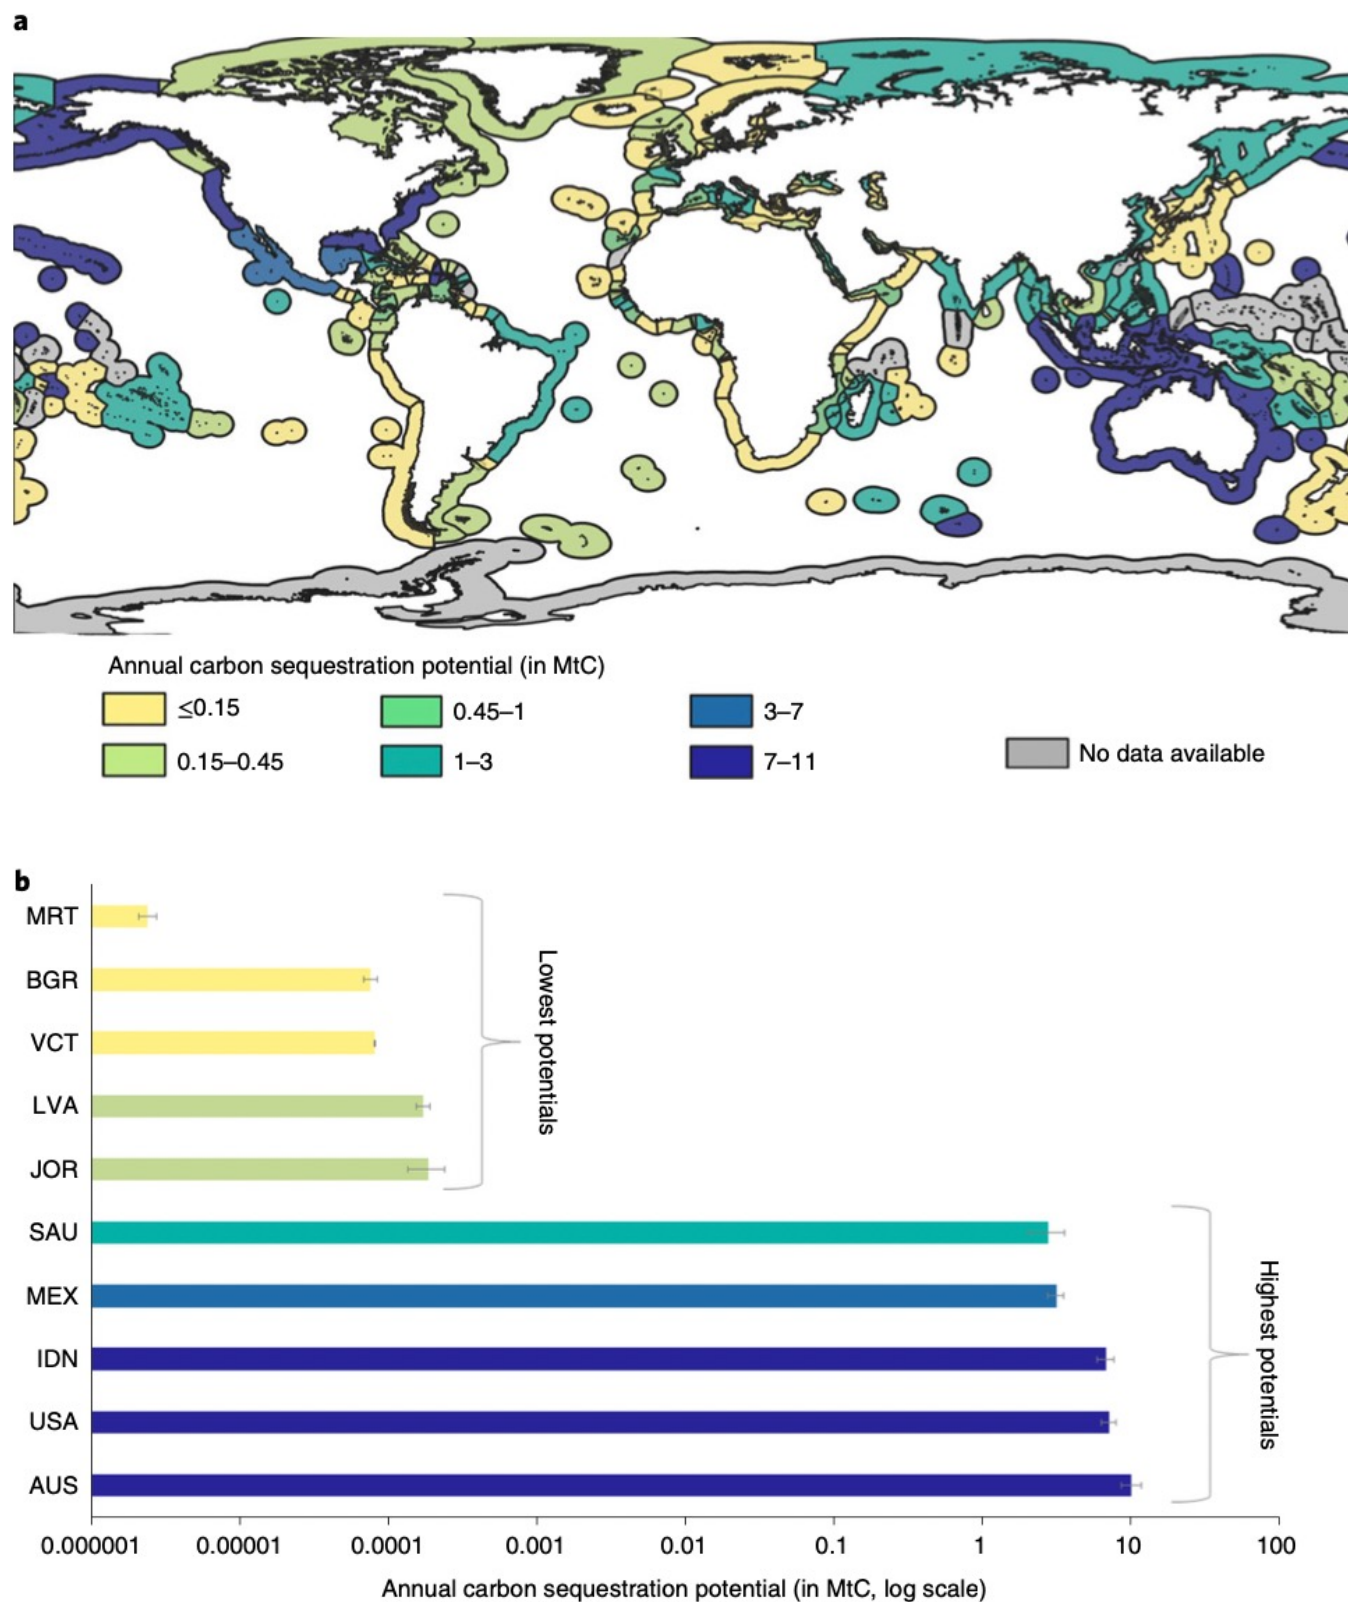 a
Annual carbon sequestration potential (in MtC)
≤0.15
0.45–1
3–7
0.15–0.45
1–3
7–11
No data available
b
MRT
BGR
VCT
LVA
JOR
SAU
MEX
IDN
USA
AUS
Lowest potentials
Highest potentials
0.000001 0.00001 0.0001 0.001 0.01 0.1 1 10 100
Annual carbon sequestration potential (in MtC, log scale)